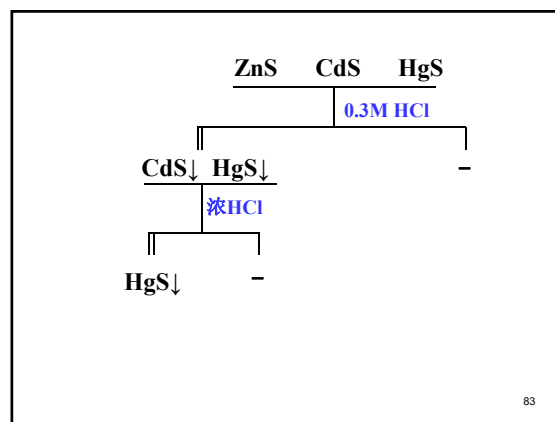 ZnS CdS HgS
0.3M HCl
CdS↓ HgS↓ −
浓HCl
HgS↓ −
83